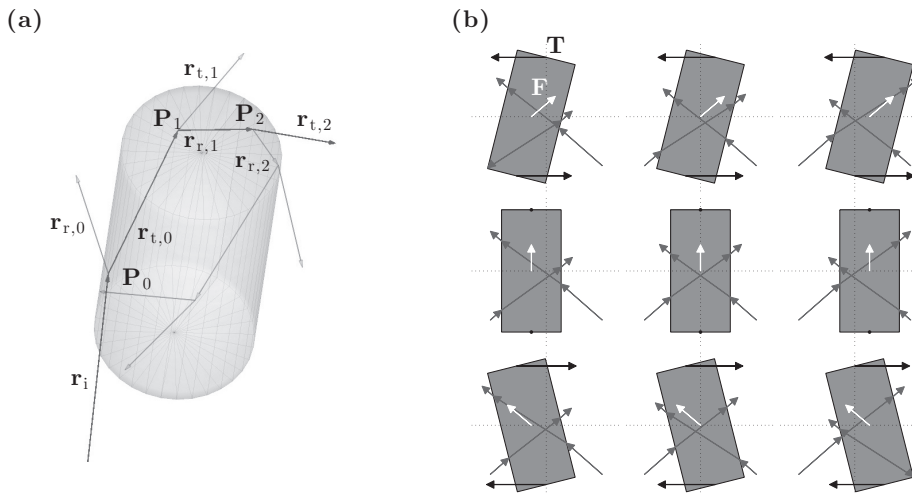 (a)
(b)
r_{t,1}
T
F
P_1
P_2
r_{t,2}
r_{r,1}
r_{r,2}
r_{r,0}
r_{t,0}
P_0
r_i